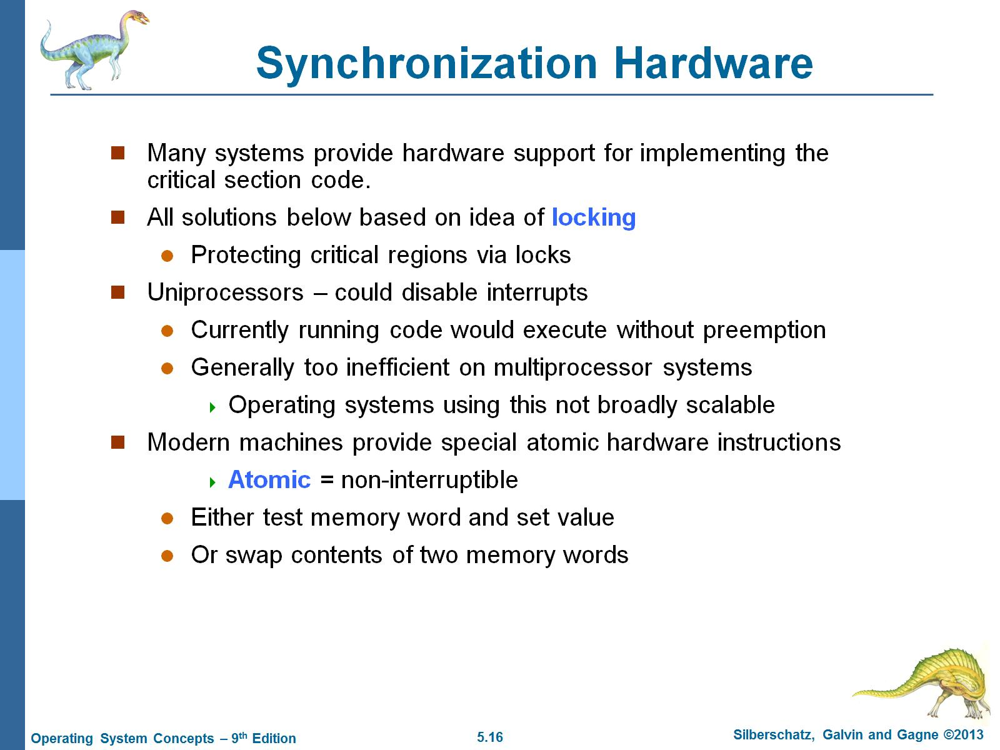 Synchronization Hardware
Many systems provide hardware support for implementing the
critical section code.
All solutions below based on idea of locking
Protecting critical regions via locks
Uniprocessors – could disable interrupts
Currently running code would execute without preemption
Generally too inefficient on multiprocessor systems
Operating systems using this not broadly scalable
Modern machines provide special atomic hardware instructions
Atomic = non-interruptible
Either test memory word and set value
Or swap contents of two memory words
Operating System Concepts – 9th Edition
5.16
Silberschatz, Galvin and Gagne ©2013